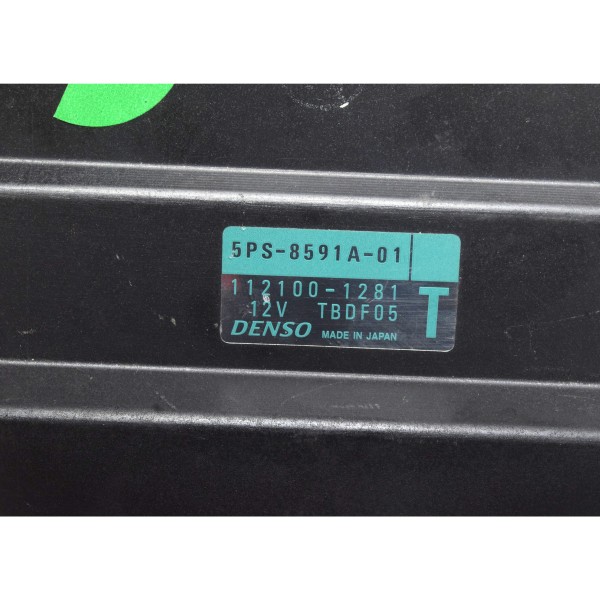 5PS-8591A-01
112100-1281
T
12V TBDF05
DENSO MADE IN JAPAN